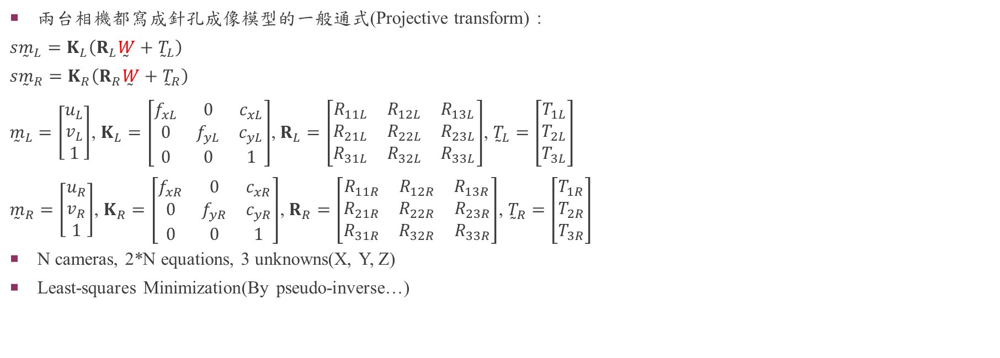 ▪ 兩台相機都寫成針孔成像模型的一般通式(Projective transform) :
$s\underset{\sim}{m}_L = \mathbf{K}_L(\mathbf{R}_L\underset{\sim}{W} + \underset{\sim}{T}_L)$
$s\underset{\sim}{m}_R = \mathbf{K}_R(\mathbf{R}_R\underset{\sim}{W} + \underset{\sim}{T}_R)$
$\underset{\sim}{m}_L = \begin{bmatrix} u_L \\ v_L \\ 1 \end{bmatrix}, \mathbf{K}_L = \begin{bmatrix} f_{xL} & 0 & c_{xL} \\ 0 & f_{yL} & c_{yL} \\ 0 & 0 & 1 \end{bmatrix}, \mathbf{R}_L = \begin{bmatrix} R_{11L} & R_{12L} & R_{13L} \\ R_{21L} & R_{22L} & R_{23L} \\ R_{31L} & R_{32L} & R_{33L} \end{bmatrix}, \underset{\sim}{T}_L = \begin{bmatrix} T_{1L} \\ T_{2L} \\ T_{3L} \end{bmatrix}$
$\underset{\sim}{m}_R = \begin{bmatrix} u_R \\ v_R \\ 1 \end{bmatrix}, \mathbf{K}_R = \begin{bmatrix} f_{xR} & 0 & c_{xR} \\ 0 & f_{yR} & c_{yR} \\ 0 & 0 & 1 \end{bmatrix}, \mathbf{R}_R = \begin{bmatrix} R_{11R} & R_{12R} & R_{13R} \\ R_{21R} & R_{22R} & R_{23R} \\ R_{31R} & R_{32R} & R_{33R} \end{bmatrix}, \underset{\sim}{T}_R = \begin{bmatrix} T_{1R} \\ T_{2R} \\ T_{3R} \end{bmatrix}$
▪ N cameras, 2*N equations, 3 unknowns(X, Y, Z)
▪ Least-squares Minimization(By pseudo-inverse…)